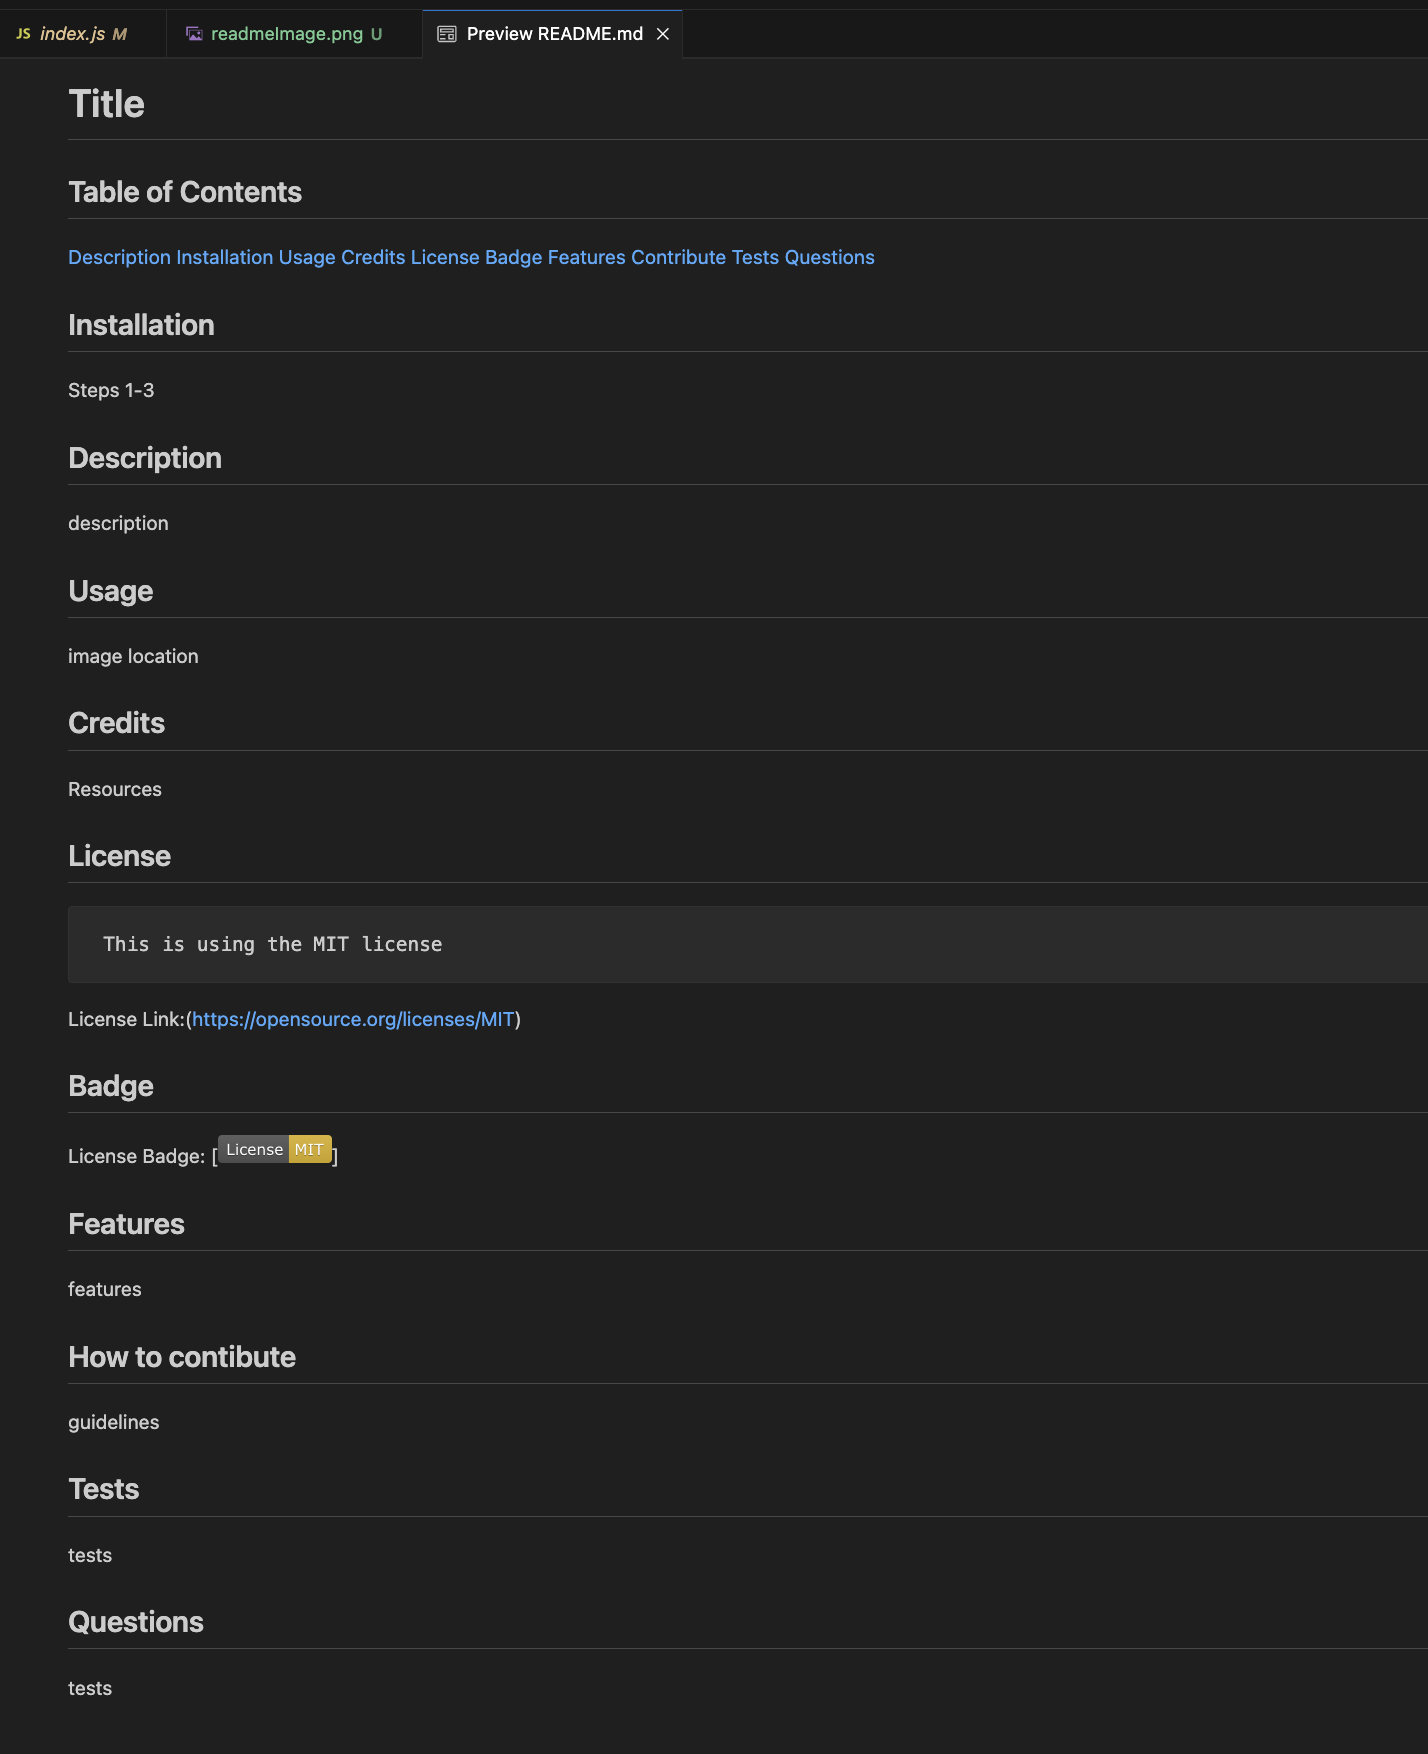 JS index.js M readmeImage.png U Preview README.md
Title
Table of Contents
Description Installation Usage Credits License Badge Features Contribute Tests Questions
Installation
Steps 1-3
Description
description
Usage
image location
Credits
Resources
License
This is using the MIT license
License Link:(https://opensource.org/licenses/MIT)
Badge
License Badge: [License MIT]
Features
features
How to contibute
guidelines
Tests
tests
Questions
tests